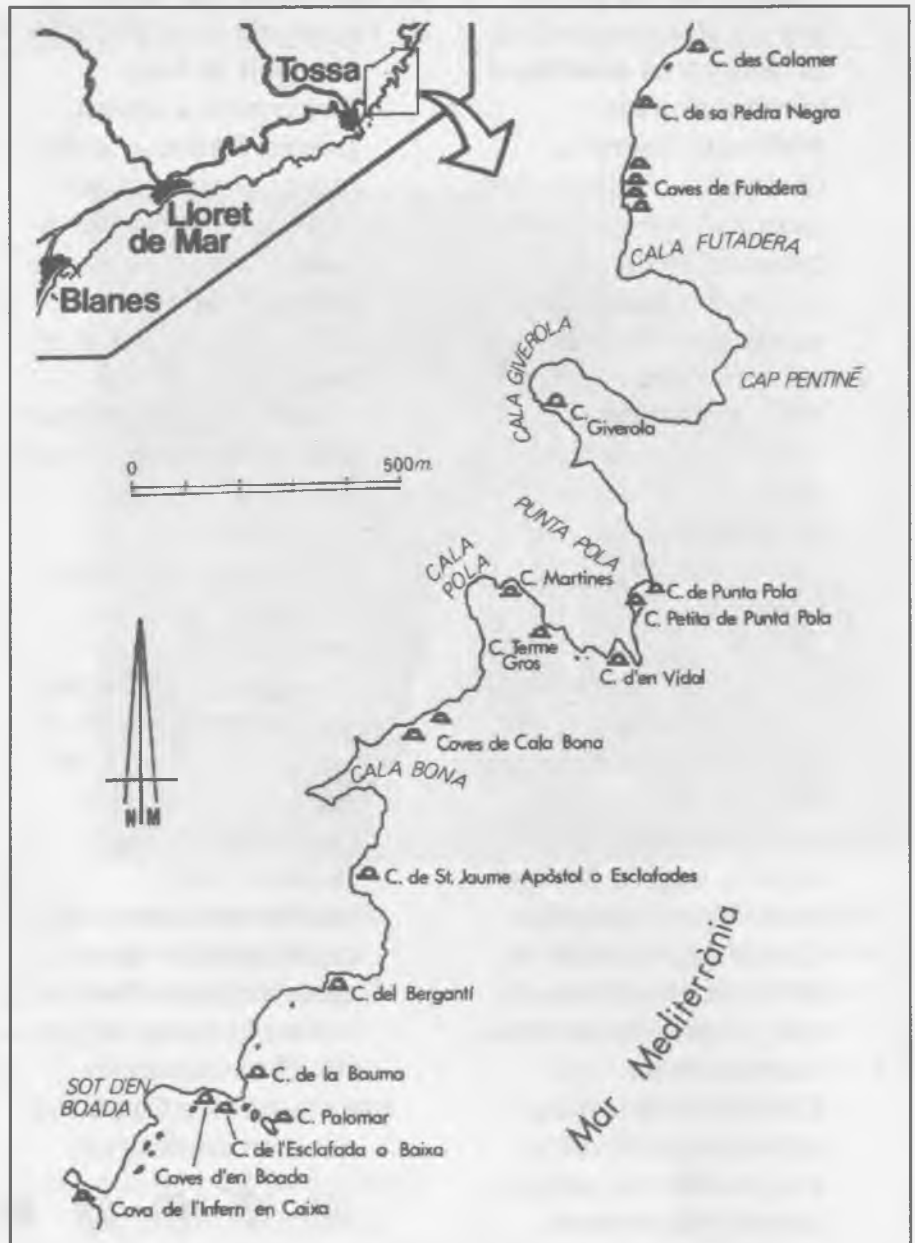 Tossa
Lloret
de Mar
Blanes
C. des Colomer
C. de sa Pedra Negra
Coves de Futadera
CALA FUTADERA
CALA GIVEROLA
CAP PENTINÉ
C.
Giverola
0 500m.
PUNTA POLA
CALA
POLA
C. Martines
C. de Punta Pola
C. Petita de Punta Pola
C. Terme
Gros
C. d'en Vidal
Coves de Cala Bona
CALA BONA
N M
C. de St. Jaume Apòstol o Esclafades
Mar Mediterrània
C. del Bergantí
C. de la Bauma
SOT D'EN
BOADA
C. Palomar
C. de l'Esclafada o Baixa
Coves d'en Boada
Cova de l'Infern en Caixa